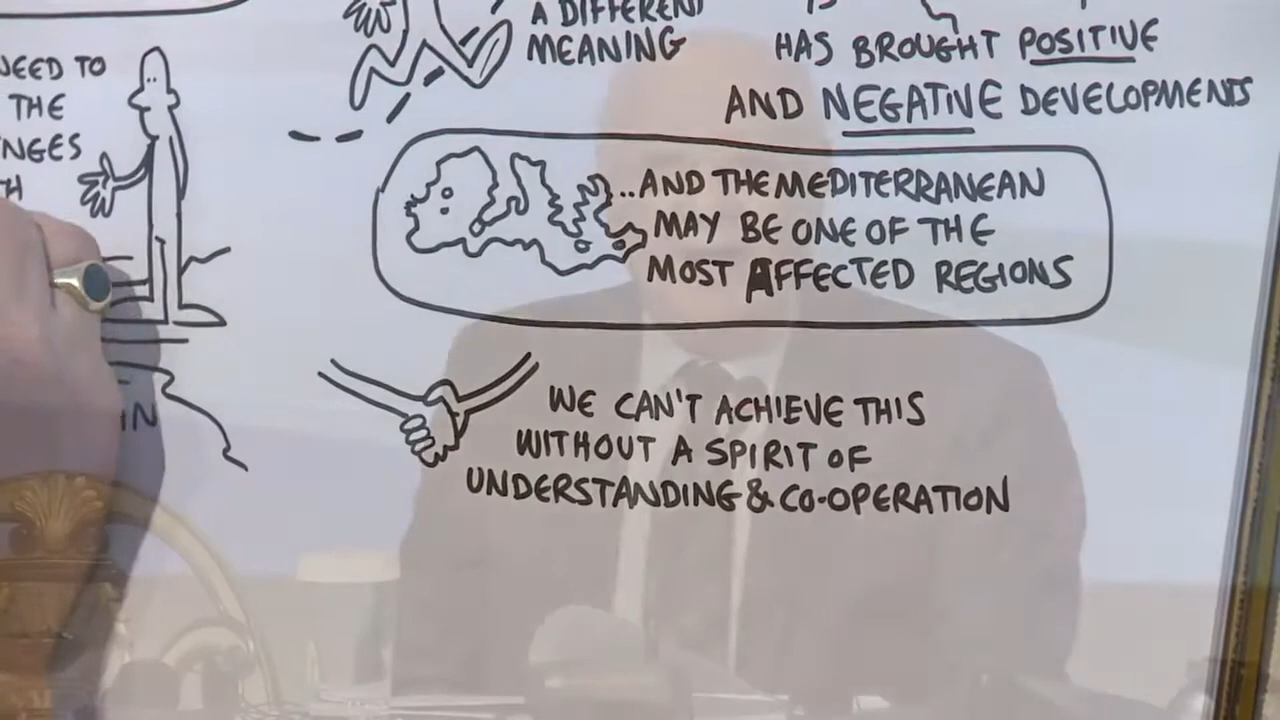 NEED TO
THE
A DIFFERENT
MEANING
HAS BROUGHT POSITIVE
AND NEGATIVE DEVELOPMENTS
..AND THE MEDITERRANEAN
MAY BE ONE OF THE
MOST AFFECTED REGIONS
WE CAN'T ACHIEVE THIS
WITHOUT A SPIRIT OF
UNDERSTANDING & CO-OPERATION